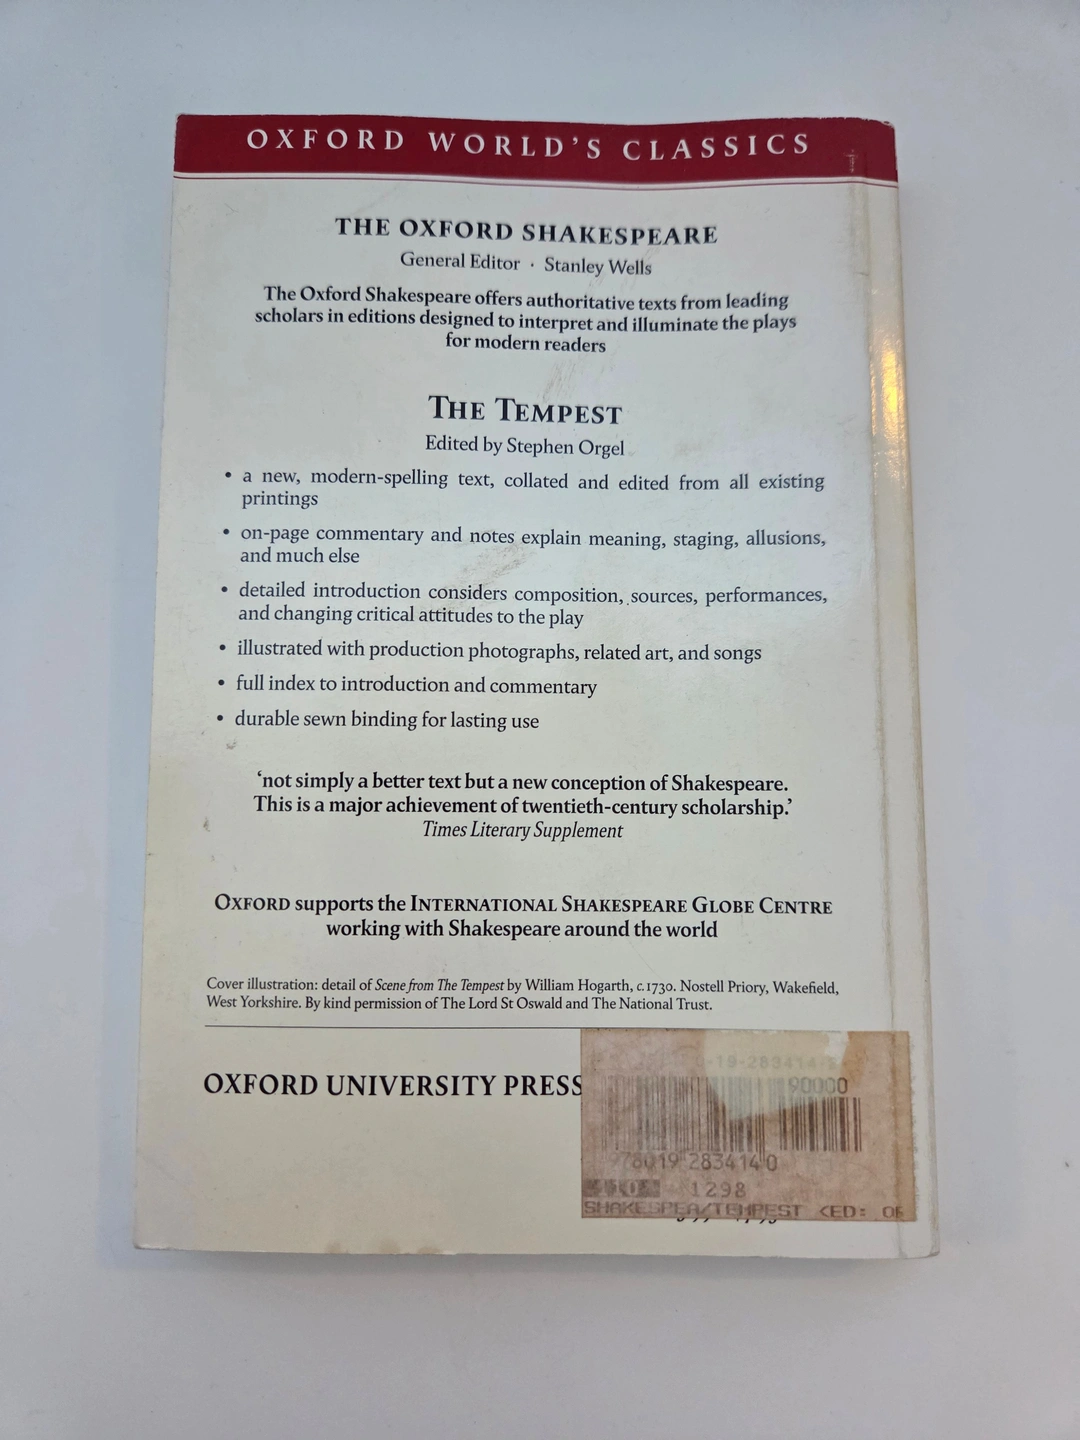 OXFORD WORLD'S CLASSICS
THE OXFORD SHAKESPEARE
General Editor · Stanley Wells
The Oxford Shakespeare offers authoritative texts from leading
scholars in editions designed to interpret and illuminate the plays
for modern readers
THE TEMPEST
Edited by Stephen Orgel
• a new, modern-spelling text, collated and edited from all existing
printings
• on-page commentary and notes explain meaning, staging, allusions,
and much else
• detailed introduction considers composition, sources, performances,
and changing critical attitudes to the play
• illustrated with production photographs, related art, and songs
• full index to introduction and commentary
• durable sewn binding for lasting use
'not simply a better text but a new conception of Shakespeare.
This is a major achievement of twentieth-century scholarship.'
Times Literary Supplement
OXFORD supports the INTERNATIONAL SHAKESPEARE GLOBE CENTRE
working with Shakespeare around the world
Cover illustration: detail of Scene from The Tempest by William Hogarth, c.1730. Nostell Priory, Wakefield,
West Yorkshire. By kind permission of The Lord St Oswald and The National Trust.
OXFORD UNIVERSITY PRESS
90000
978019 283414 0
1298
SHAKESPEA/TEMPEST <ED: OF